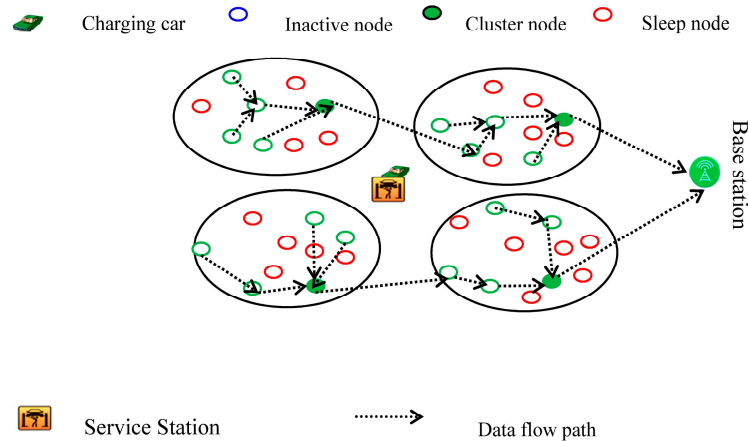 Charging car
Inactive node
Cluster node
Sleep node
Base station
Service Station
Data flow path